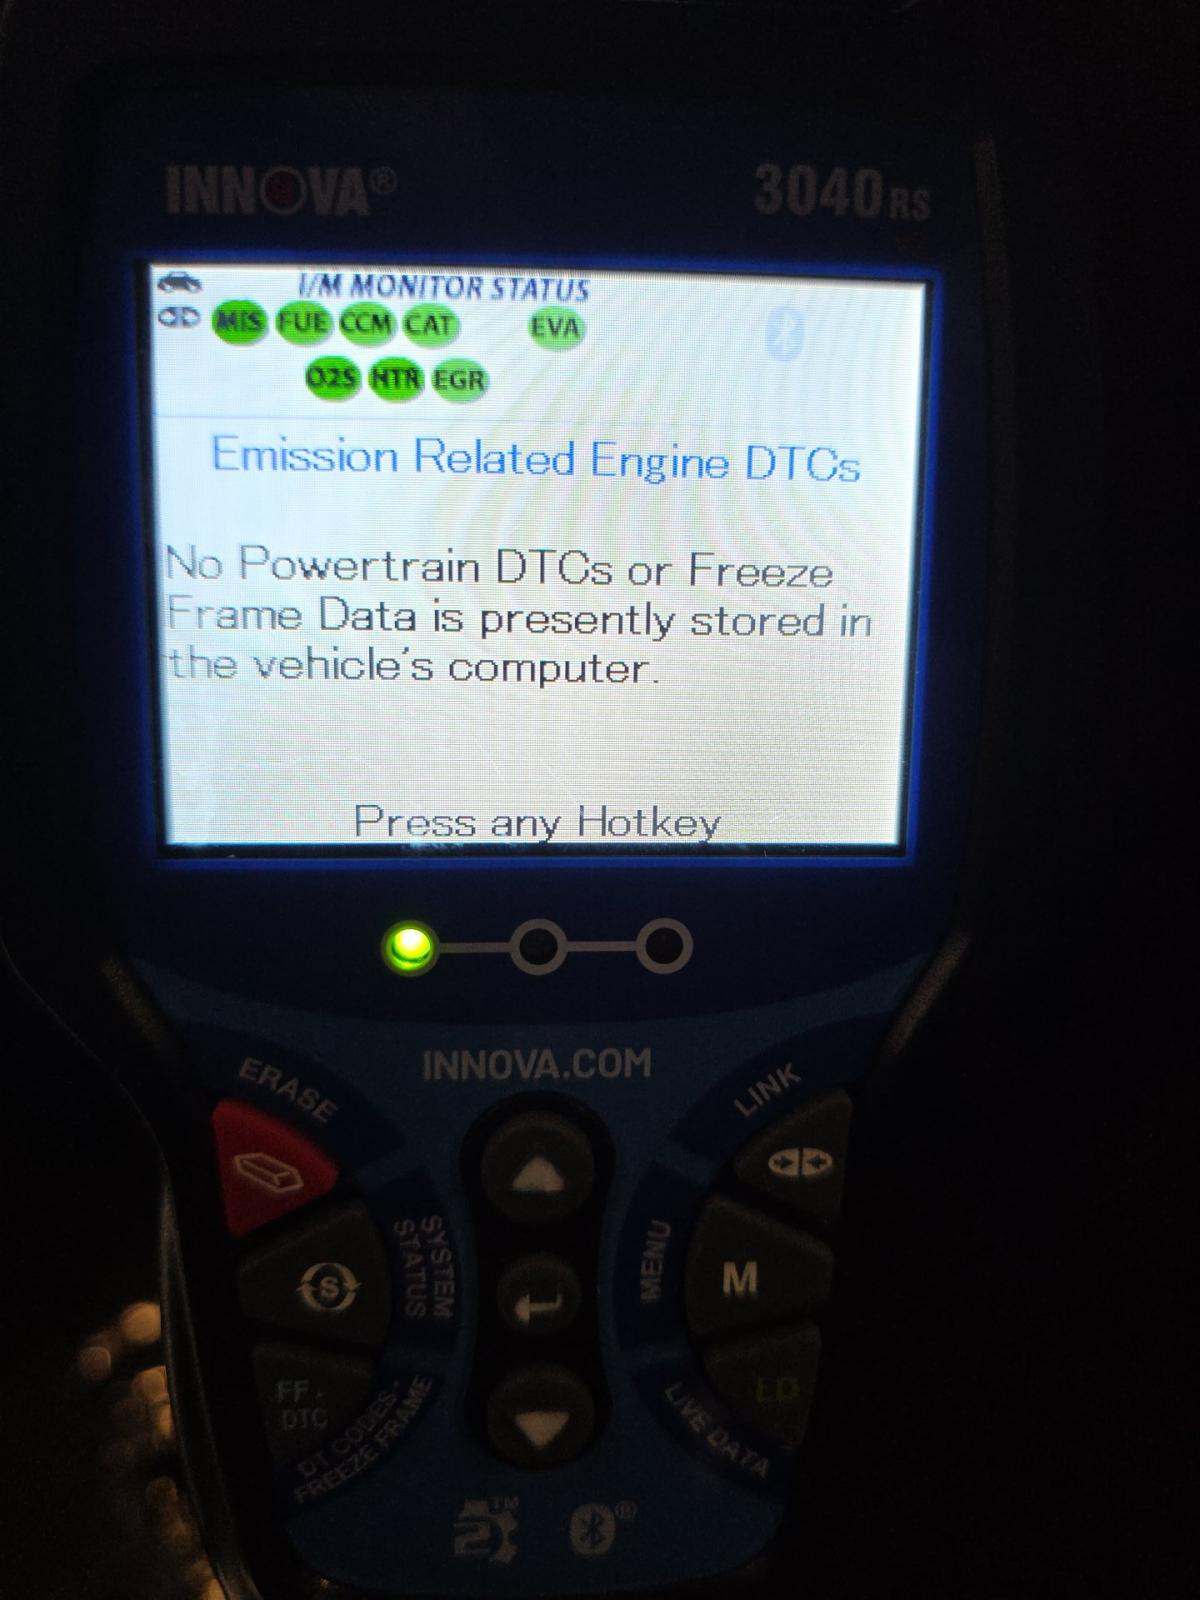 INNOVA® 3040RS
I/M MONITOR STATUS
MIS FUE CCM CAT EVA
O2S HTR EGR
Emission Related Engine DTCs
No Powertrain DTCs or Freeze
Frame Data is presently stored in
the vehicle's computer.
Press any Hotkey
INNOVA.COM
ERASE
LINK
S
SYSTEM
STATUS
MENU
M
FF·
DTC
DT CODES·
FREEZE FRAME
LD
LIVE DATA
™
®